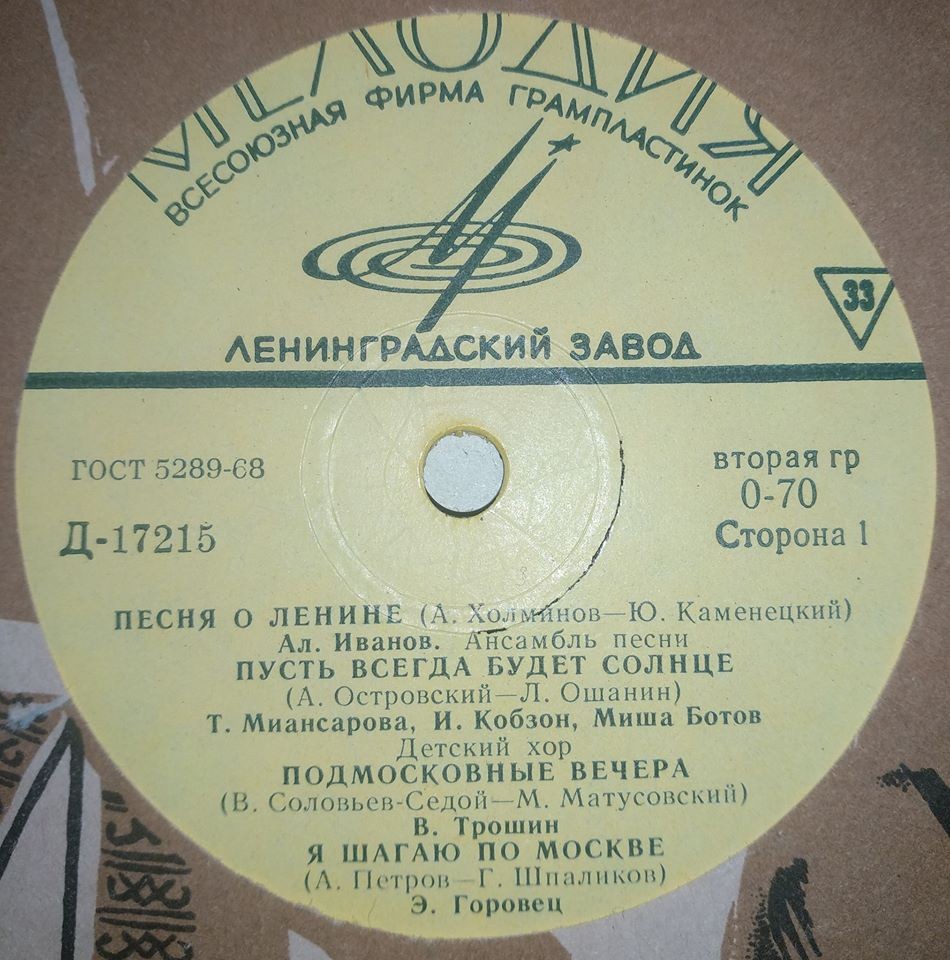 МЕЛОДИЯ
ВСЕСОЮЗНАЯ ФИРМА ГРАМПЛАСТИНОК
33
ЛЕНИНГРАДСКИЙ ЗАВОД
ГОСТ 5289-68
вторая гр
0-70
Д-17215
Сторона 1
ПЕСНЯ О ЛЕНИНЕ (А. Холминов—Ю. Каменецкий)
Ал. Иванов. Ансамбль песни
ПУСТЬ ВСЕГДА БУДЕТ СОЛНЦЕ
(А. Островский—Л. Ошанин)
Т. Миансарова, И. Кобзон, Миша Ботов
Детский хор
ПОДМОСКОВНЫЕ ВЕЧЕРА
(В. Соловьев-Седой—М. Матусовский)
В. Трошин
Я ШАГАЮ ПО МОСКВЕ
(А. Петров—Г. Шпаликов)
Э. Горовец